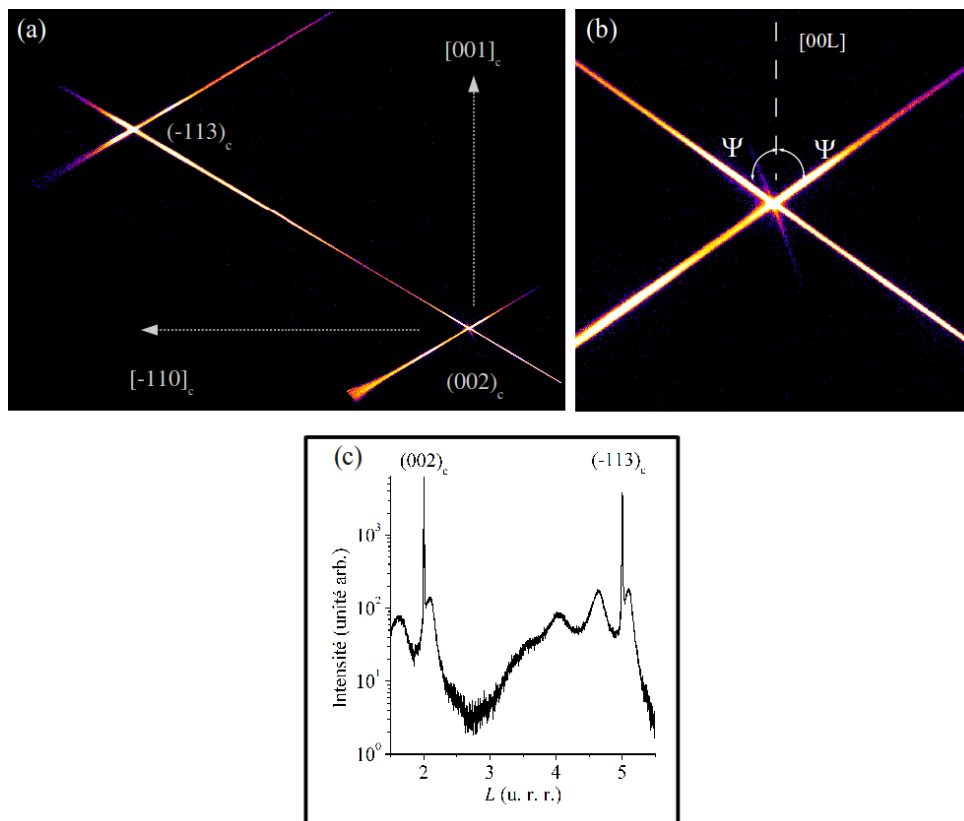 (a)
[001]c
(-113)c
[-110]c
(002)c
(b)
[00L]
Ψ Ψ
(c)
(002)c (-113)c
Intensité (unité arb.)
10³
10²
10¹
10⁰
2 3 4 5
L (u. r. r.)